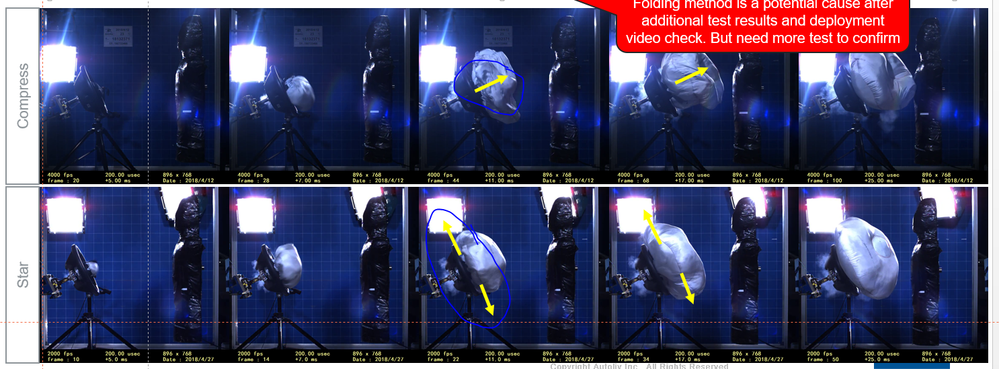 Folding method is a potential cause after
additional test results and deployment
video check. But need more test to confirm
Compress
4000 fps 200.00 usec 896 x 768
frame : 20 +5.00 ms Date : 2018/4/12
4000 fps 200.00 usec 896 x 768
frame : 28 +7.00 ms Date : 2018/4/12
4000 fps 200.00 usec 896 x 768
frame : 44 +11.00 ms Date : 2018/4/12
4000 fps 200.00 usec 896 x 768
frame : 68 +17.00 ms Date : 2018/4/12
4000 fps 200.00 usec 896 x 768
frame : 100 +25.00 ms Date : 2018/4/12
Star
2000 fps 200.00 usec 896 x 768
frame : 10 +5.0 ms Date : 2018/4/27
2000 fps 200.00 usec 896 x 768
frame : 14 +7.0 ms Date : 2018/4/27
2000 fps 200.00 usec 896 x 768
frame : 22 +11.0 ms Date : 2018/4/27
2000 fps 200.00 usec 896 x 768
frame : 34 +17.0 ms Date : 2018/4/27
2000 fps 200.00 usec 896 x 768
frame : 50 +25.0 ms Date : 2018/4/27
Copyright Autoliv Inc., All Rights Reserved